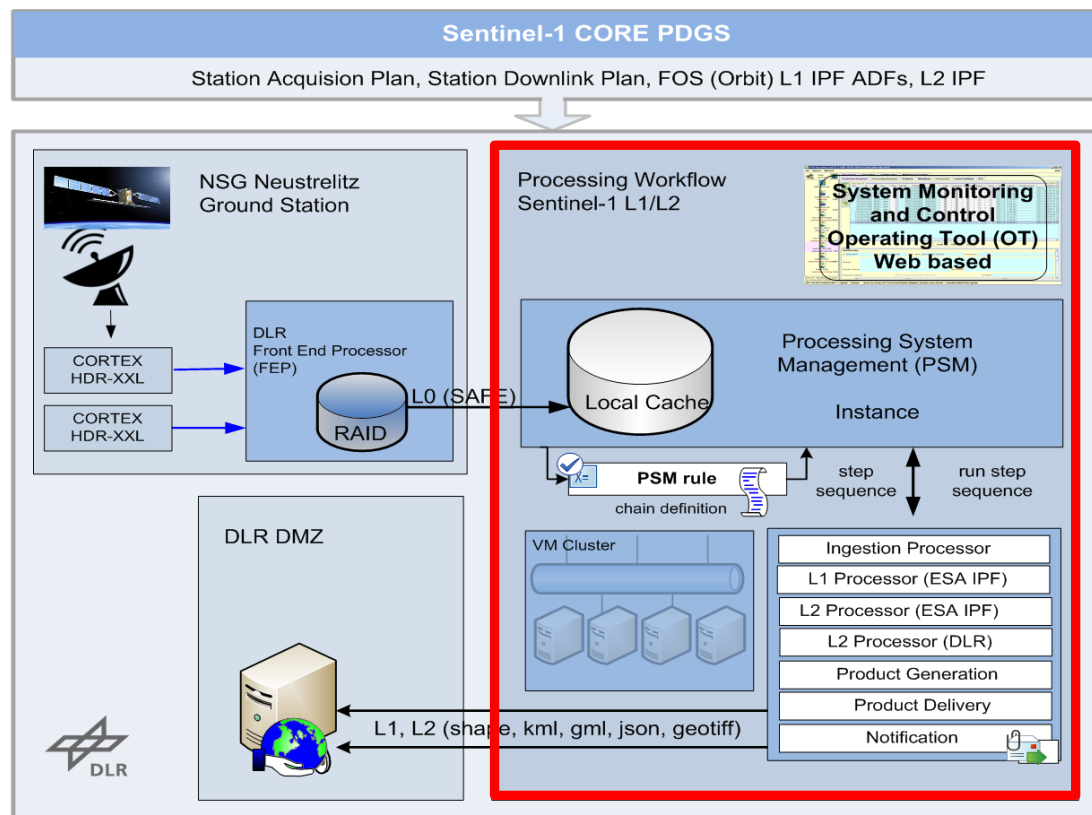 Sentinel-1 CORE PDGS
Station Acquision Plan, Station Downlink Plan, FOS (Orbit) L1 IPF ADFs, L2 IPF
NSG Neustrelitz
Ground Station
CORTEX
HDR-XXL
CORTEX
HDR-XXL
DLR
Front End Processor
(FEP)
RAID
L0 (SAFE)
Processing Workflow
Sentinel-1 L1/L2
System Monitoring
and Control
Operating Tool (OT)
Web based
Local Cache
Processing System
Management (PSM)
Instance
X=
PSM rule
chain definition
step
sequence
run step
sequence
VM Cluster
Ingestion Processor
L1 Processor (ESA IPF)
L2 Processor (ESA IPF)
L2 Processor (DLR)
Product Generation
Product Delivery
Notification
DLR DMZ
L1, L2 (shape, kml, gml, json, geotiff)
DLR